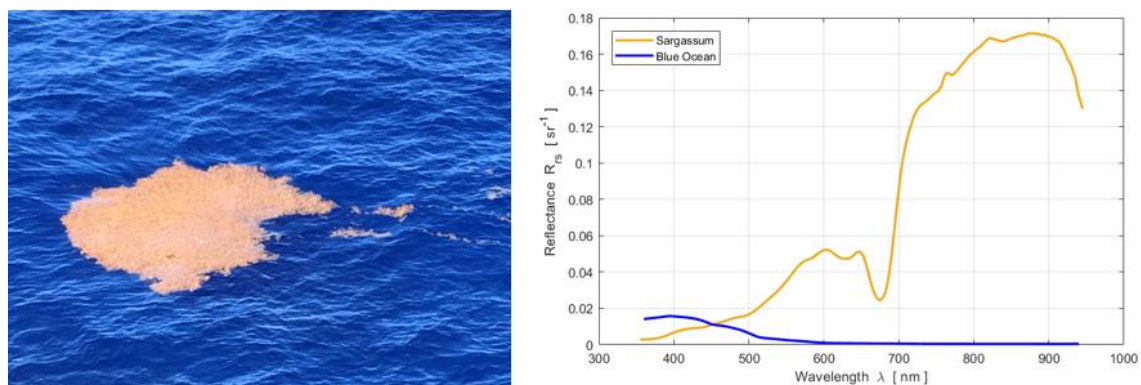 0.18
0.16
0.14
0.12
0.1
0.08
0.06
0.04
0.02
0
Reflectance R_rs [ sr^-1 ]
Sargassum
Blue Ocean
300 400 500 600 700 800 900 1000
Wavelength λ [ nm ]